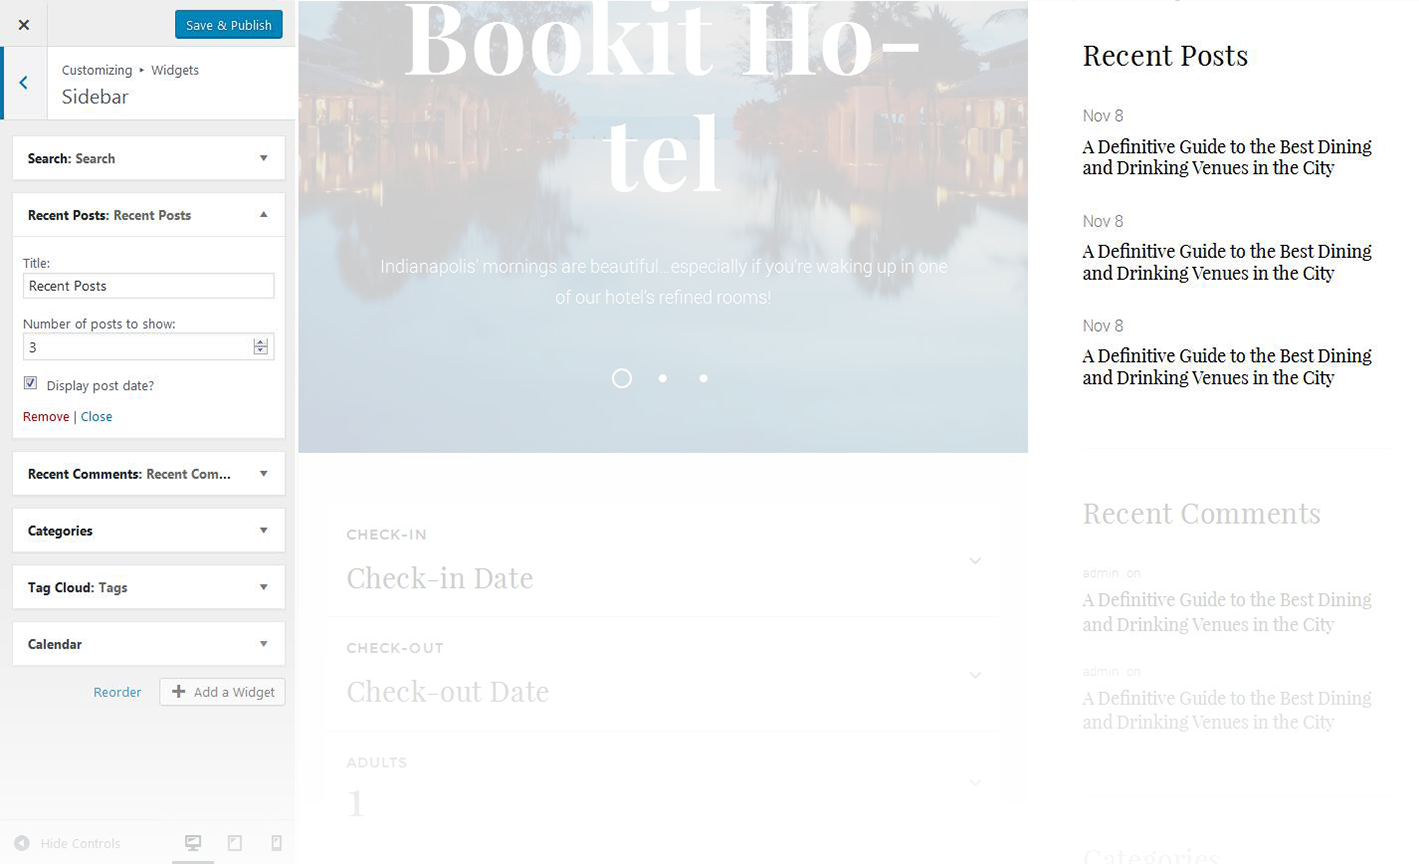 Save & Publish
Customizing ▸ Widgets
Sidebar
Search: Search
Recent Posts: Recent Posts
Title:
Recent Posts
Number of posts to show:
3
Display post date?
Remove | Close
Recent Comments: Recent Com...
Categories
Tag Cloud: Tags
Calendar
Reorder
Add a Widget
Hide Controls
Bookit Ho-
tel
Indianapolis' mornings are beautiful...especially if you're waking up in one
of our hotel's refined rooms!
CHECK-IN
Check-in Date
CHECK-OUT
Check-out Date
ADULTS
1
Recent Posts
Nov 8
A Definitive Guide to the Best Dining
and Drinking Venues in the City
Nov 8
A Definitive Guide to the Best Dining
and Drinking Venues in the City
Nov 8
A Definitive Guide to the Best Dining
and Drinking Venues in the City
Recent Comments
admin on
A Definitive Guide to the Best Dining
and Drinking Venues in the City
admin on
A Definitive Guide to the Best Dining
and Drinking Venues in the City
Categories